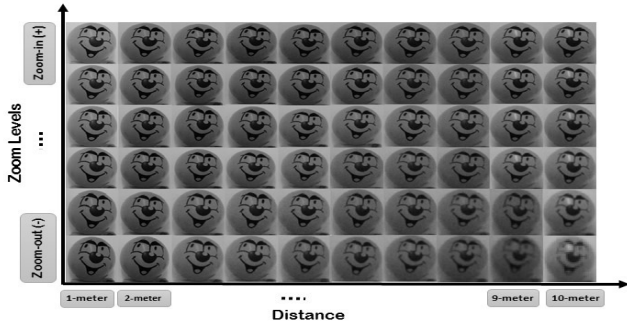 Zoom-in (+)
Zoom Levels
...
Zoom-out (-)
1-meter
2-meter
....
9-meter
10-meter
Distance